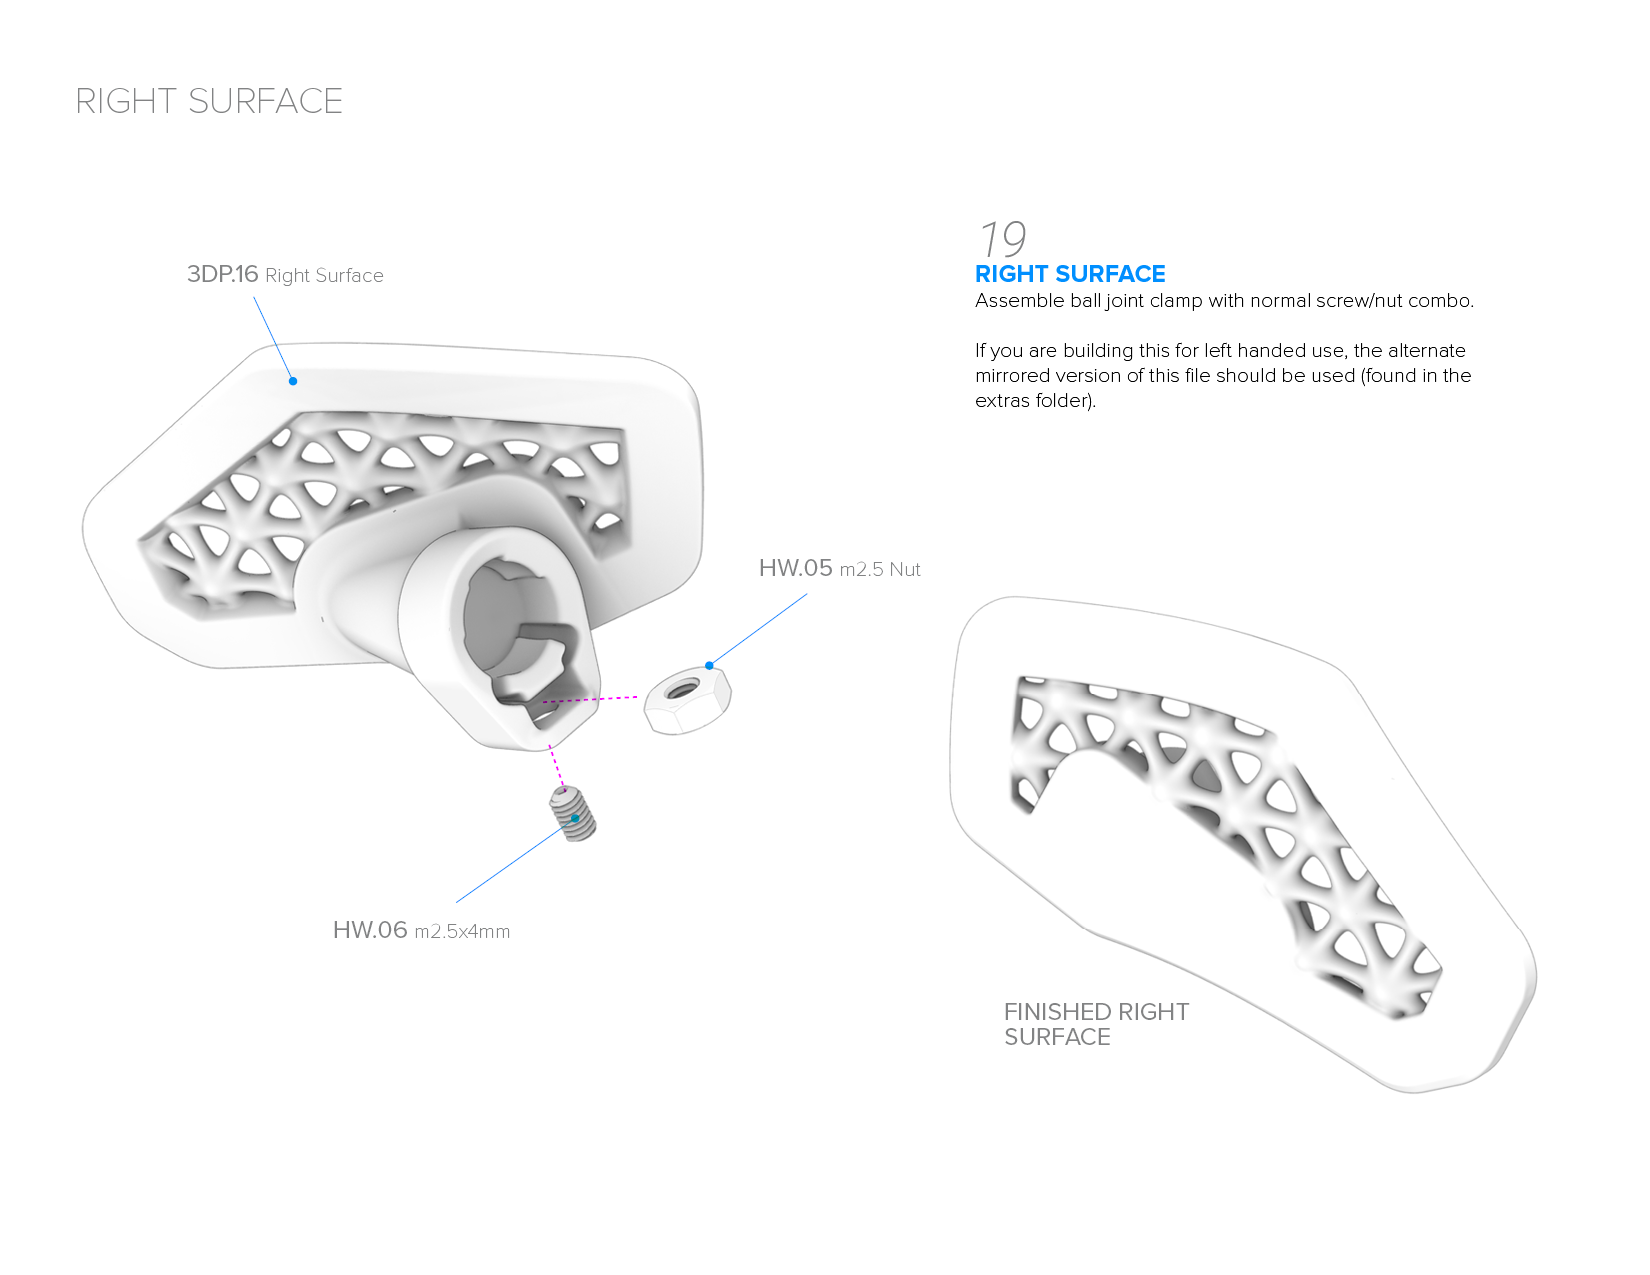 RIGHT SURFACE
3DP.16 Right Surface
19
RIGHT SURFACE
Assemble ball joint clamp with normal screw/nut combo.
If you are building this for left handed use, the alternate
mirrored version of this file should be used (found in the
extras folder).
HW.05 m2.5 Nut
HW.06 m2.5x4mm
FINISHED RIGHT
SURFACE